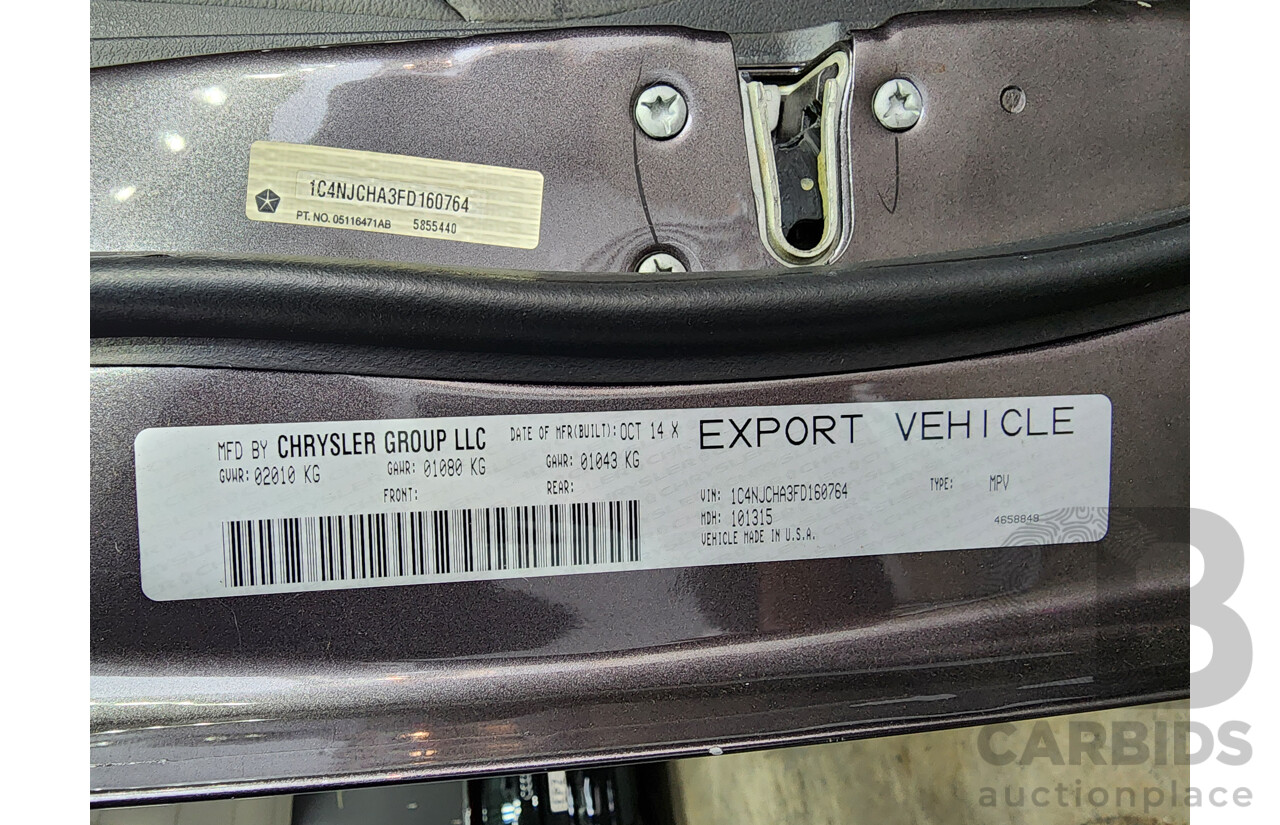 1C4NJCHA3FD160764
PT. NO. 05116471AB 5855440
MFD BY CHRYSLER GROUP LLC DATE OF MFR(BUILT): OCT 14 X EXPORT VEHICLE
GVWR: 02010 KG GAWR: 01080 KG GAWR: 01043 KG
FRONT: REAR:
VIN: 1C4NJCHA3FD160764 TYPE: MPV
MDH: 101315
4658848
VEHICLE MADE IN U.S.A.
B
CARBIDS
auctionplace